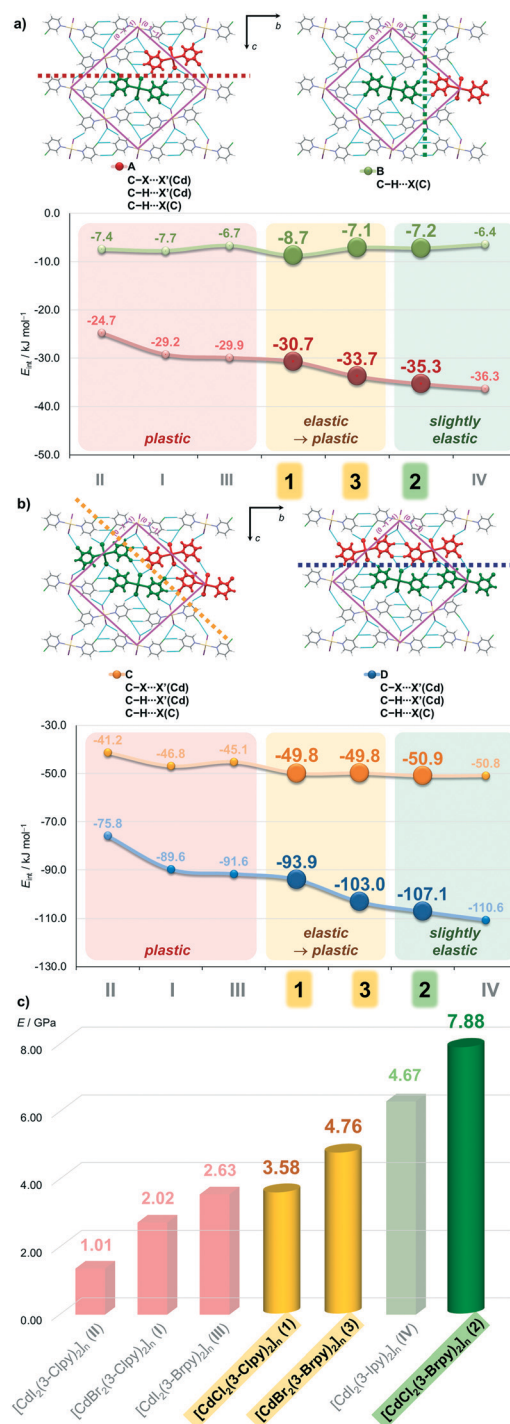 a)
b
c
A
C−X···X'(Cd)
C−H···X'(Cd)
C−H···X(C)
B
C−H···X(C)
0.0
-10.0
-20.0
-30.0
-40.0
-50.0
E_int / kJ mol⁻¹
-7.4 -7.7 -6.7 -8.7 -7.1 -7.2 -6.4
-24.7 -29.2 -29.9 -30.7 -33.7 -35.3 -36.3
plastic
elastic
→ plastic
slightly
elastic
II I III 1 3 2 IV
b)
b
c
C
C−X···X'(Cd)
C−H···X'(Cd)
C−H···X(C)
D
C−X···X'(Cd)
C−H···X'(Cd)
C−H···X(C)
-30.0
-50.0
-70.0
-90.0
-110.0
-130.0
E_int / kJ mol⁻¹
-41.2 -46.8 -45.1 -49.8 -49.8 -50.9 -50.8
-75.8 -89.6 -91.6 -93.9 -103.0 -107.1 -110.6
plastic
elastic
→ plastic
slightly
elastic
II I III 1 3 2 IV
c)
E / GPa
8.00
6.00
4.00
2.00
0.00
1.01
2.02
2.63
3.58
4.76
4.67
7.88
[CdI₂(3-Clpy)₂]ₙ (II)
[CdBr₂(3-Clpy)₂]ₙ (I)
[CdI₂(3-Brpy)₂]ₙ (III)
[CdCl₂(3-Clpy)₂]ₙ (1)
[CdBr₂(3-Brpy)₂]ₙ (3)
[CdI₂(3-Ipy)₂]ₙ (IV)
[CdCl₂(3-Brpy)₂]ₙ (2)